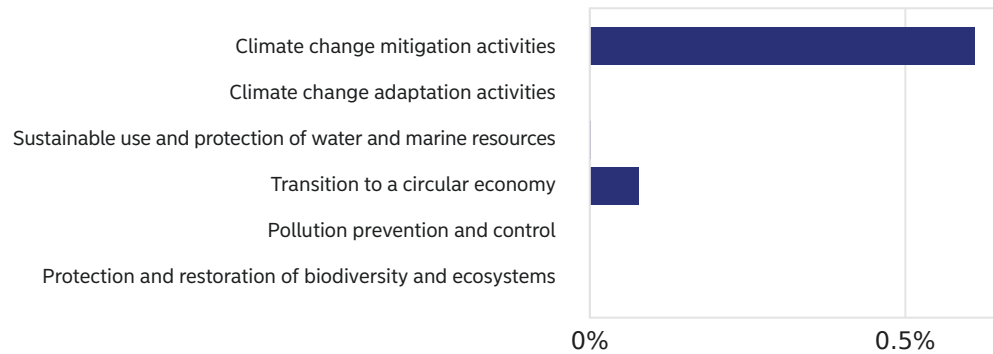 Climate change mitigation activities
Climate change adaptation activities
Sustainable use and protection of water and marine resources
Transition to a circular economy
Pollution prevention and control
Protection and restoration of biodiversity and ecosystems
0% 0.5%